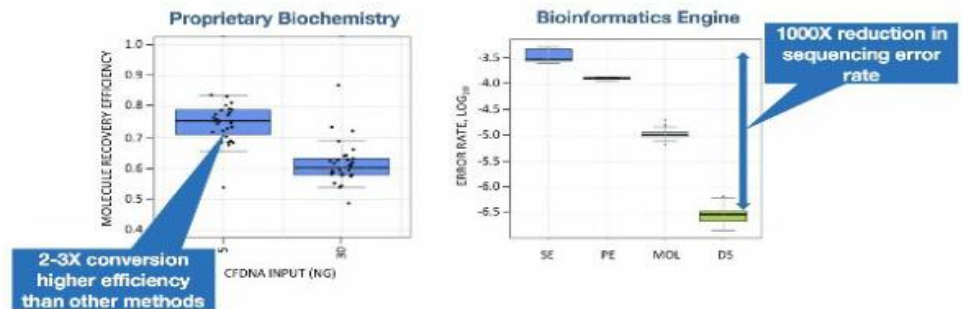 Proprietary Biochemistry
MOLECULE RECOVERY EFFICIENCY
1.0
0.9
0.8
0.7
0.6
0.5
0.4
5
30
CFDNA INPUT (NG)
2-3X conversion
higher efficiency
than other methods
Bioinformatics Engine
ERROR RATE, LOG10
-3.5
-4.0
-4.5
-5.0
-5.5
-6.0
-6.5
SE
PE
MOL
DS
1000X reduction in
sequencing error
rate